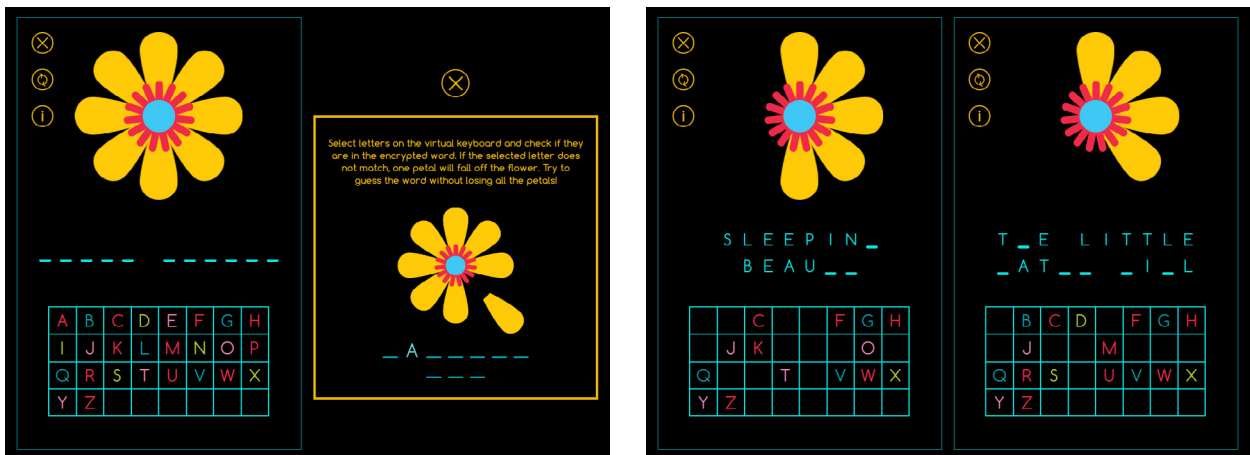 i
_ _ _ _ _ _ _ _ _ _ _
A B C D E F G H
I J K L M N O P
Q R S T U V W X
Y Z
Select letters on the virtual keyboard and check if they
are in the encrypted word. If the selected letter does
not match, one petal will fall off the flower. Try to
guess the word without losing all the petals!
_ A _ _ _ _ _
_ _ _
i
S L E E P I N _
B E A U _ _
C F G H
J K O
Q T V W X
Y Z
i
T _ E L I T T L E
_ A T _ _ _ I _ L
B C D F G H
J M
Q R S U V W X
Y Z